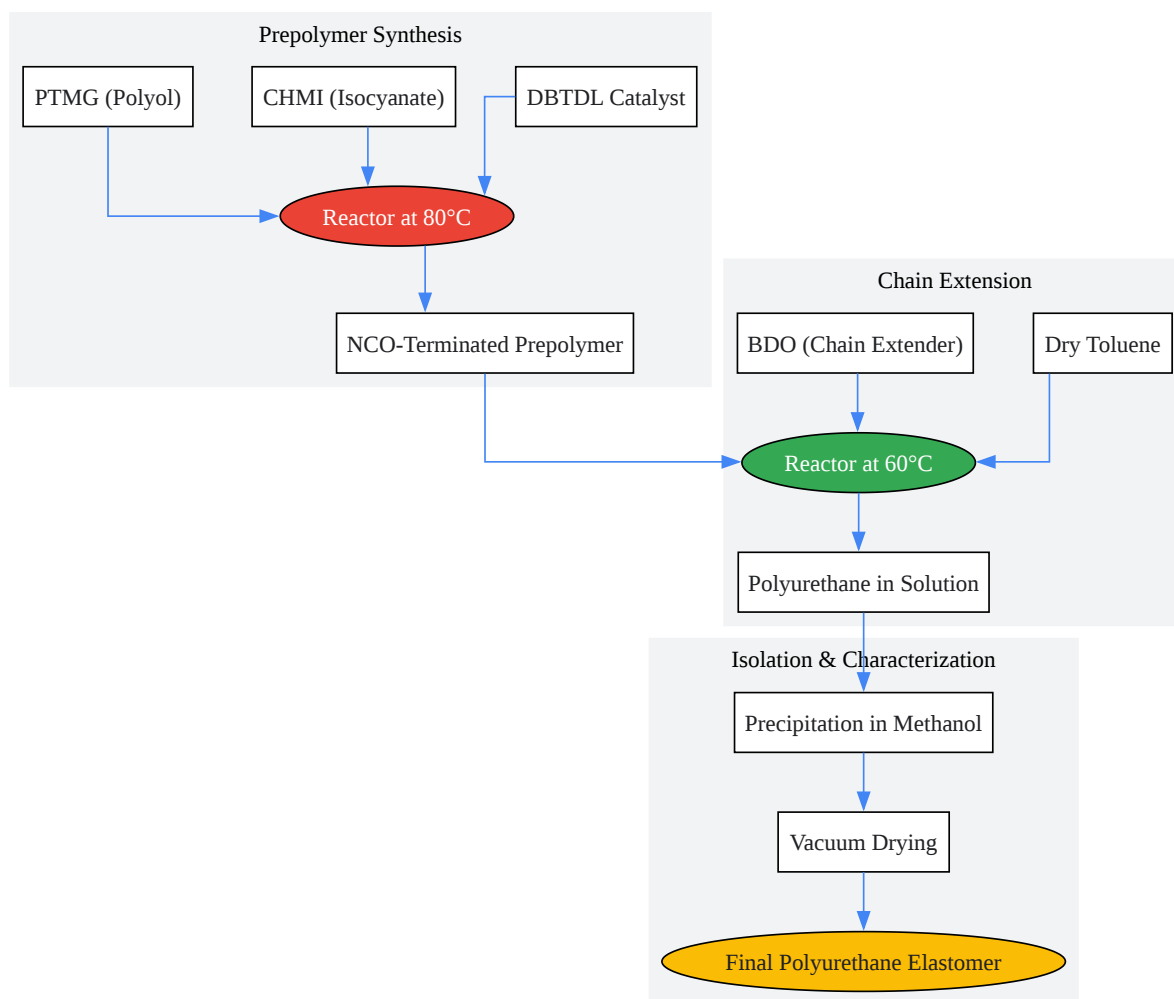 Prepolymer Synthesis
PTMG (Polyol)
CHMI (Isocyanate)
DBTDL Catalyst
Reactor at 80°C
NCO-Terminated Prepolymer
Chain Extension
BDO (Chain Extender)
Dry Toluene
Reactor at 60°C
Polyurethane in Solution
Isolation & Characterization
Precipitation in Methanol
Vacuum Drying
Final Polyurethane Elastomer